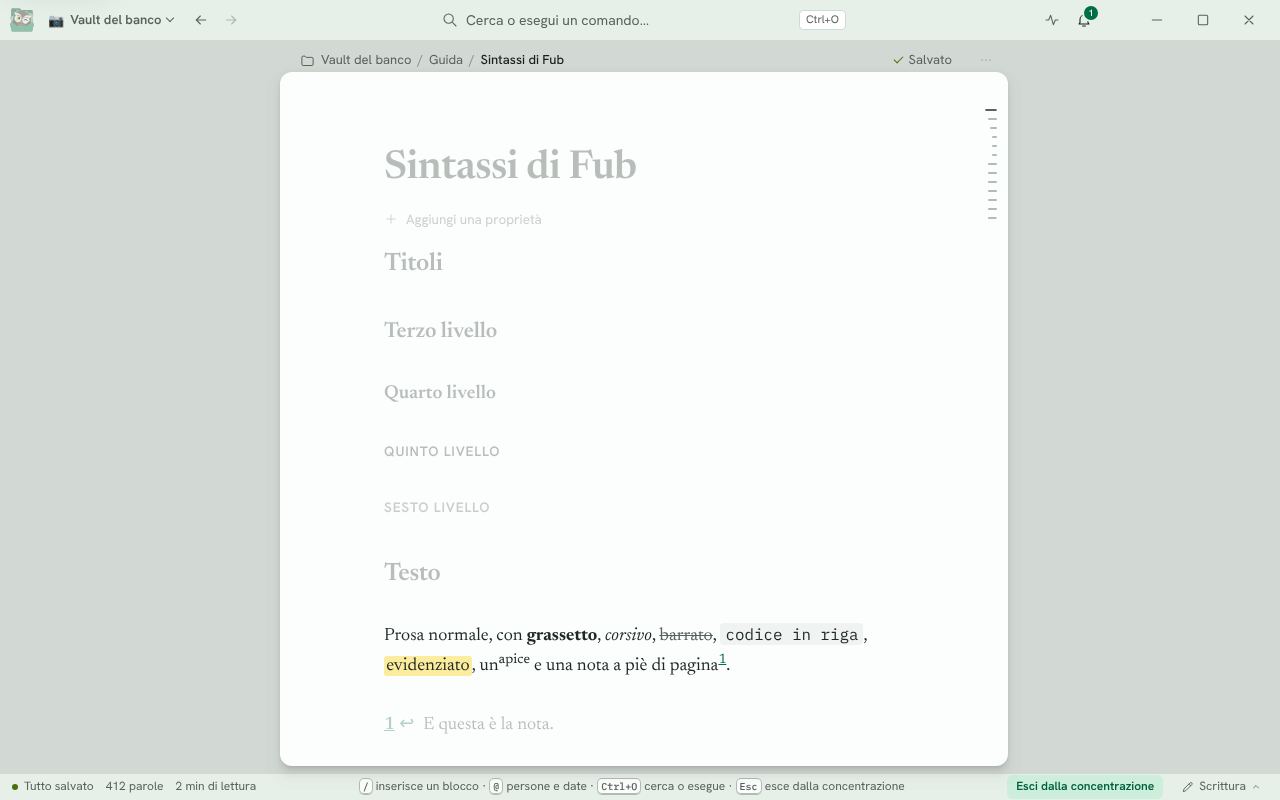 Vault del banco
Cerca o esegui un comando...
Ctrl+O
1
Vault del banco / Guida / Sintassi di Fub
Salvato
Sintassi di Fub
Aggiungi una proprietà
Titoli
Terzo livello
Quarto livello
QUINTO LIVELLO
SESTO LIVELLO
Testo
Prosa normale, con grassetto, corsivo, barrato, codice in riga,
evidenziato, un apice e una nota a piè di pagina1.
1 ↩ E questa è la nota.
Tutto salvato 412 parole 2 min di lettura
/ inserisce un blocco · @ persone e date · Ctrl+O cerca o esegue · Esc esce dalla concentrazione
Esci dalla concentrazione
Scrittura